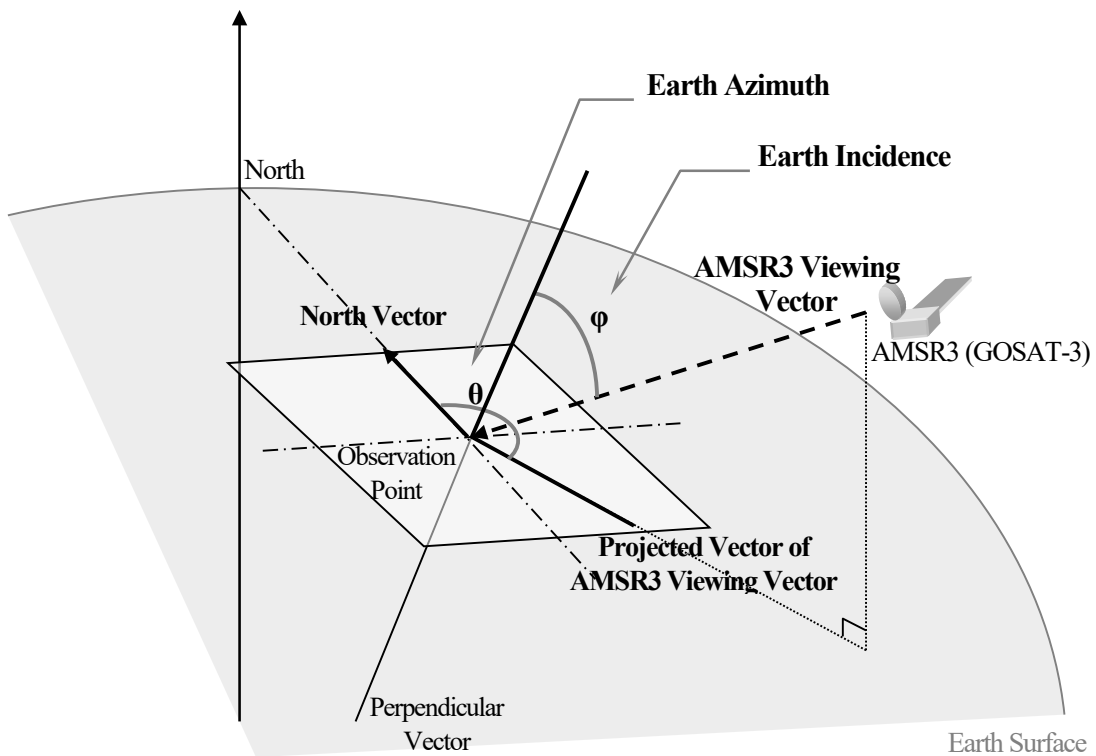 Earth Azimuth
Earth Incidence
North
AMSR3 Viewing
Vector
North Vector
φ
AMSR3 (GOSAT-3)
θ
Observation
Point
Projected Vector of
AMSR3 Viewing Vector
Perpendicular
Vector
Earth Surface